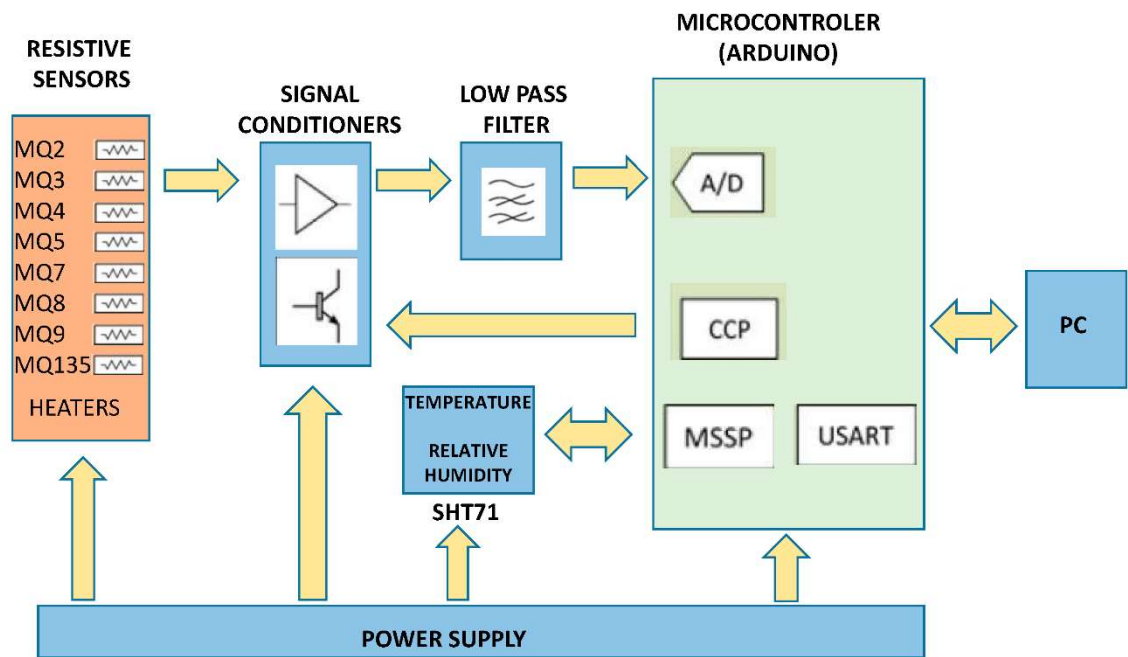 RESISTIVE
SENSORS
MQ2
MQ3
MQ4
MQ5
MQ7
MQ8
MQ9
MQ135
HEATERS
SIGNAL
CONDITIONERS
LOW PASS
FILTER
MICROCONTROLER
(ARDUINO)
A/D
CCP
MSSP
USART
PC
TEMPERATURE
RELATIVE
HUMIDITY
SHT71
POWER SUPPLY